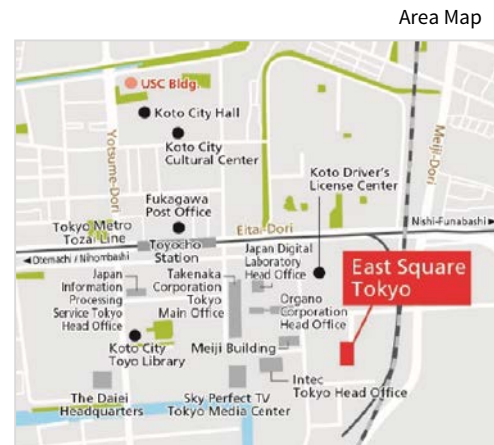 Area Map
USC Bldg.
Koto City Hall
Koto City
Cultural Center
Yotsume-Dori
Meiji-Dori
Koto Driver's
License Center
Fukagawa
Post Office
Eitai-Dori
Nishi-Funabashi
Tokyo Metro
Tozai Line
Toyocho
Station
Otemachi / Nihombashi
Japan Digital
Laboratory
Head Office
East Square
Tokyo
Japan
Information
Processing
Service Tokyo
Head Office
Takenaka
Corporation
Tokyo
Main Office
Organo
Corporation
Head Office
Koto City
Toyo Library
Meiji Building
Intec
Tokyo Head Office
The Daiei
Headquarters
Sky Perfect TV
Tokyo Media Center